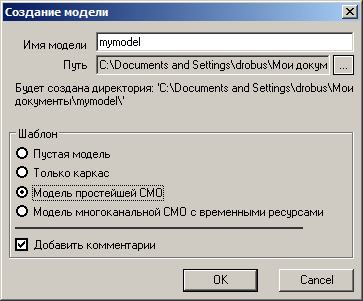 Создание модели
Имя модели mymodel
Путь C:\Documents and Settings\drobus\Мои докум ...
Будет создана директория: 'C:\Documents and Settings\drobus\Мои
документы\mymodel\'
Шаблон
Пустая модель
Только каркас
Модель простейшей СМО
Модель многоканальной СМО с временными ресурсами
Добавить комментарии
OK Cancel